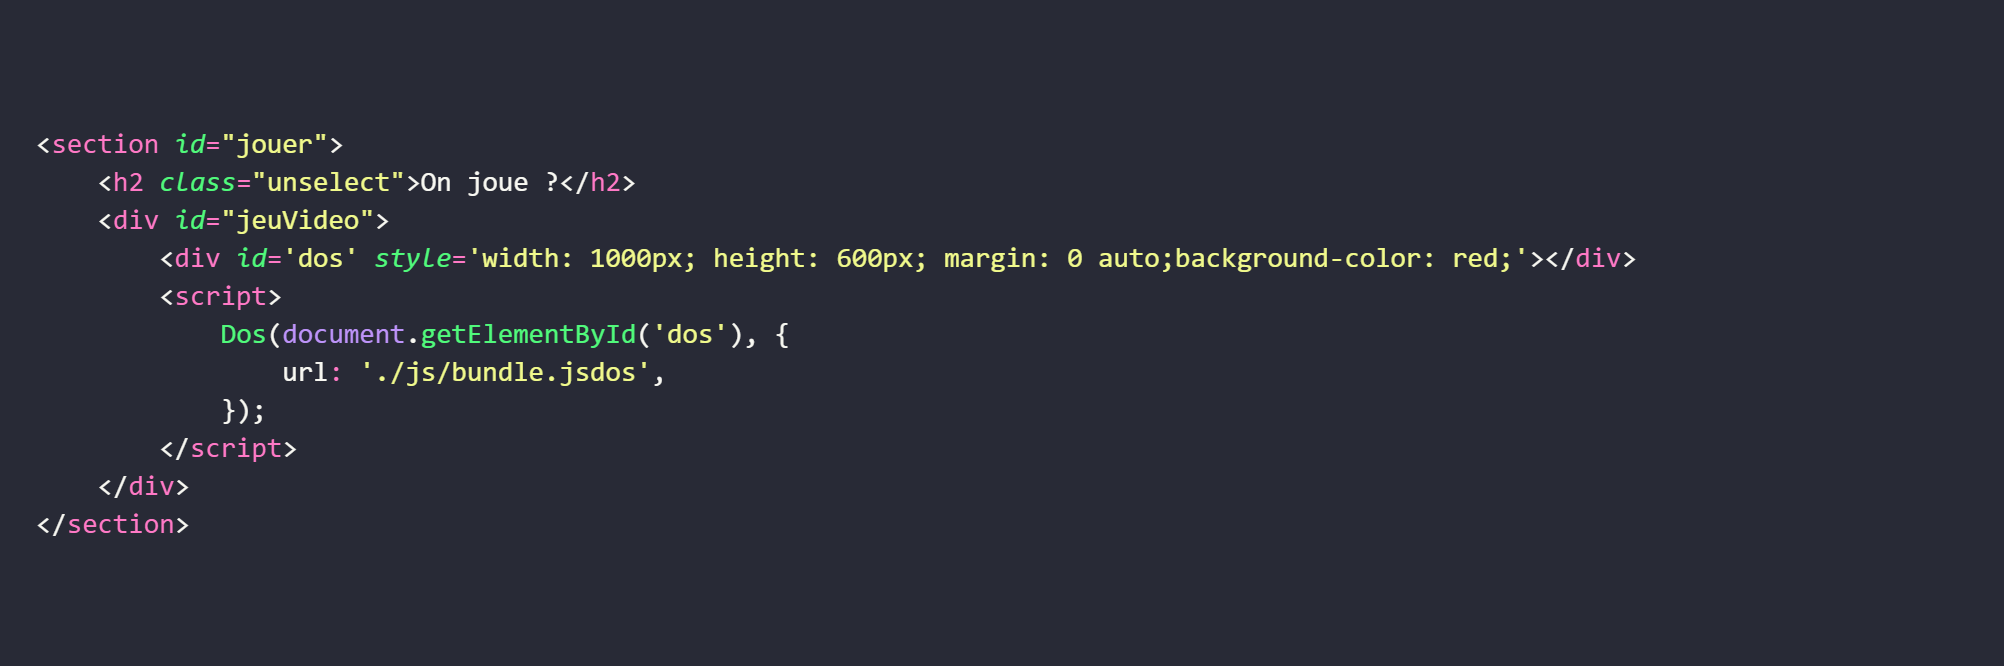 <section id="jouer">
    <h2 class="unselect">On joue ?</h2>
    <div id="jeuVideo">
        <div id='dos' style='width: 1000px; height: 600px; margin: 0 auto;background-color: red;'></div>
        <script>
            Dos(document.getElementById('dos'), {
                url: './js/bundle.jsdos',
            });
        </script>
    </div>
</section>